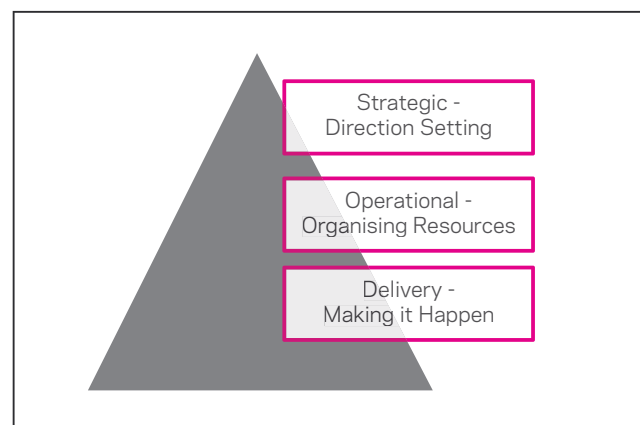 Strategic -
Direction Setting
Operational -
Organising Resources
Delivery -
Making it Happen